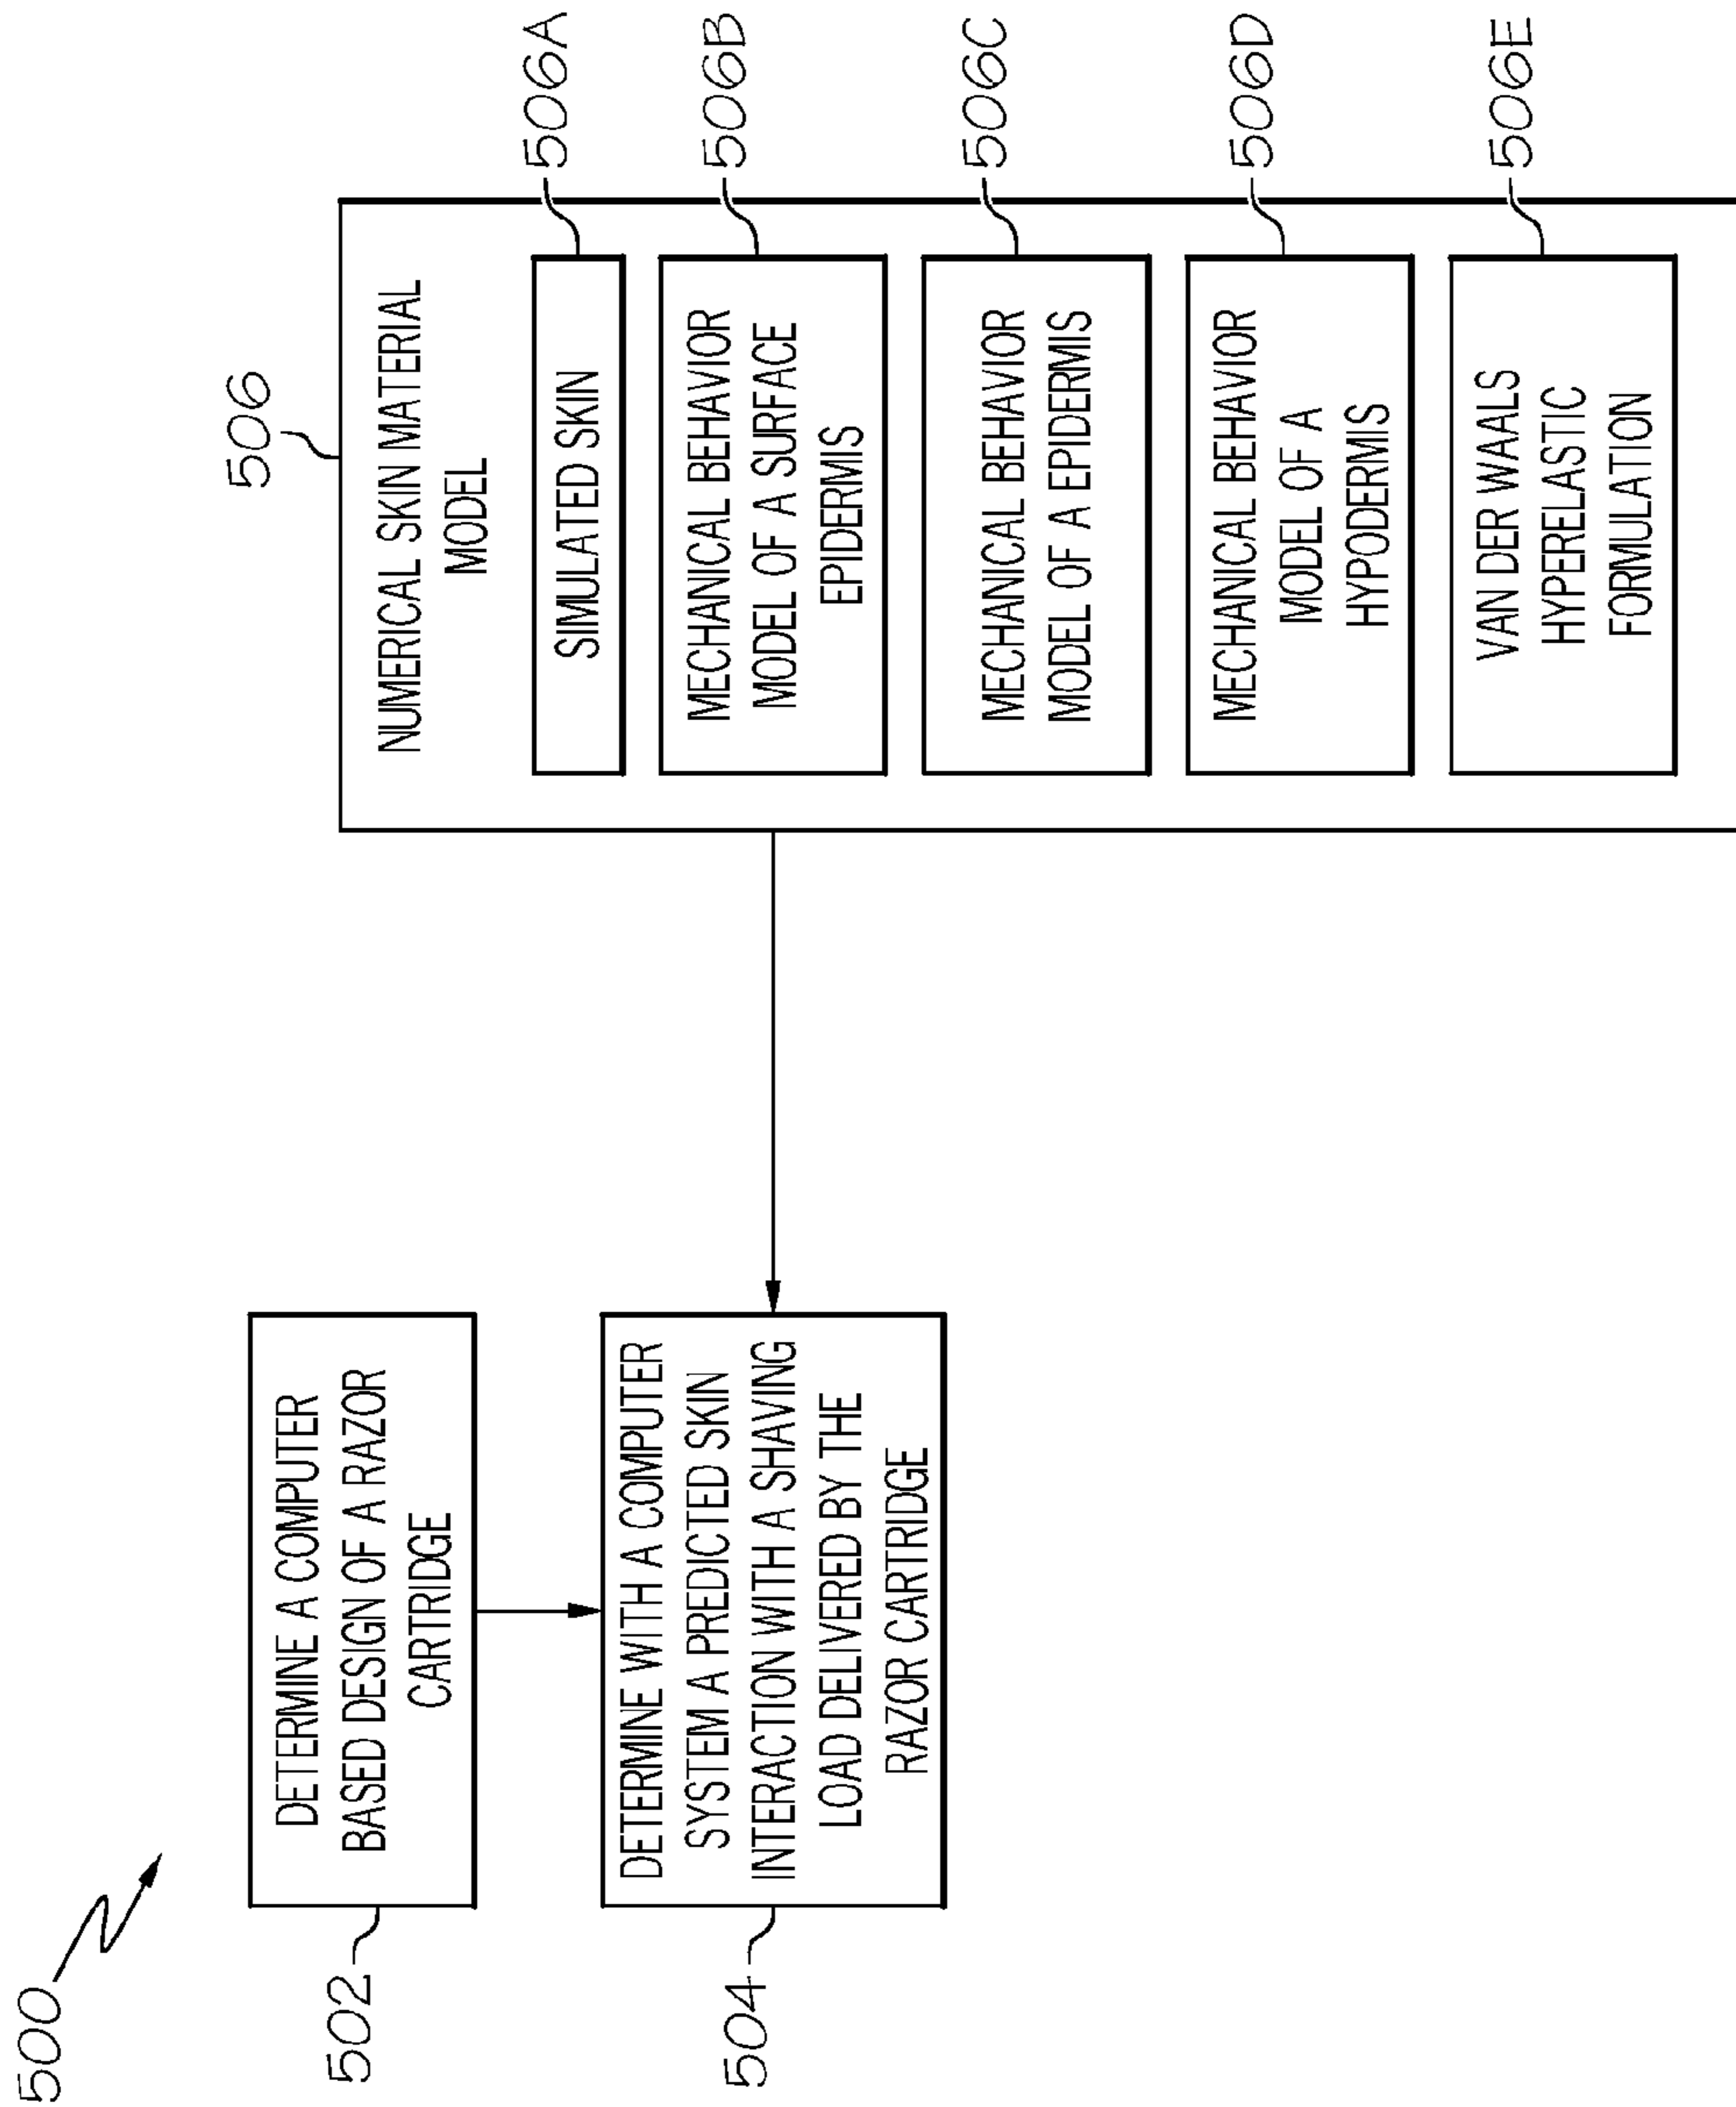 500
502
DETERMINE A COMPUTER
BASED DESIGN OF A RAZOR
CARTRIDGE
504
DETERMINE WITH A COMPUTER
SYSTEM A PREDICTED SKIN
INTERACTION WITH A SHAVING
LOAD DELIVERED BY THE
RAZOR CARTRIDGE
506
NUMERICAL SKIN MATERIAL
MODEL
SIMULATED SKIN
506A
MECHANICAL BEHAVIOR
MODEL OF A SURFACE
EPIDERMIS
506B
MECHANICAL BEHAVIOR
MODEL OF A EPIDERMIS
506C
MECHANICAL BEHAVIOR
MODEL OF A
HYPODERMIS
506D
VAN DER WAALS
HYPERELASTIC
FORMULATION
506E